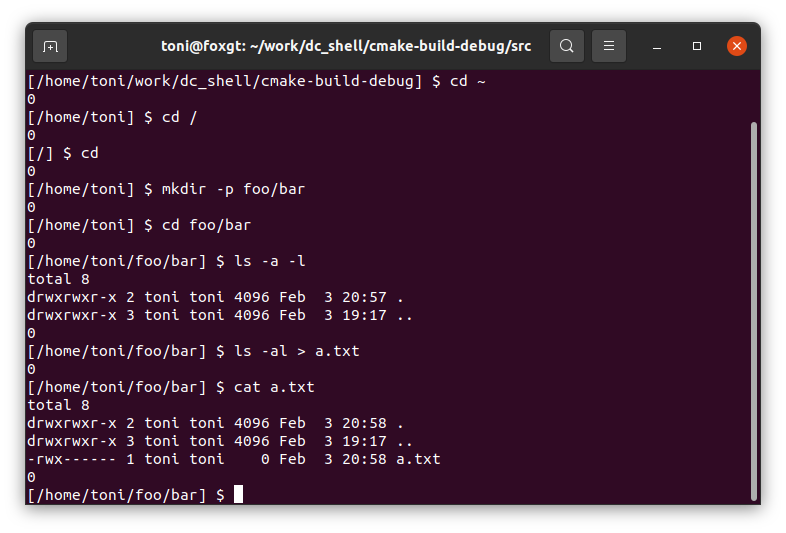 toni@foxgt: ~/work/dc_shell/cmake-build-debug/src
[/home/toni/work/dc_shell/cmake-build-debug] $ cd ~
0
[/home/toni] $ cd /
0
[/] $ cd
0
[/home/toni] $ mkdir -p foo/bar
0
[/home/toni] $ cd foo/bar
0
[/home/toni/foo/bar] $ ls -a -l
total 8
drwxrwxr-x 2 toni toni 4096 Feb  3 20:57 .
drwxrwxr-x 3 toni toni 4096 Feb  3 19:17 ..
0
[/home/toni/foo/bar] $ ls -al > a.txt
0
[/home/toni/foo/bar] $ cat a.txt
total 8
drwxrwxr-x 2 toni toni 4096 Feb  3 20:58 .
drwxrwxr-x 3 toni toni 4096 Feb  3 19:17 ..
-rwx------ 1 toni toni    0 Feb  3 20:58 a.txt
0
[/home/toni/foo/bar] $